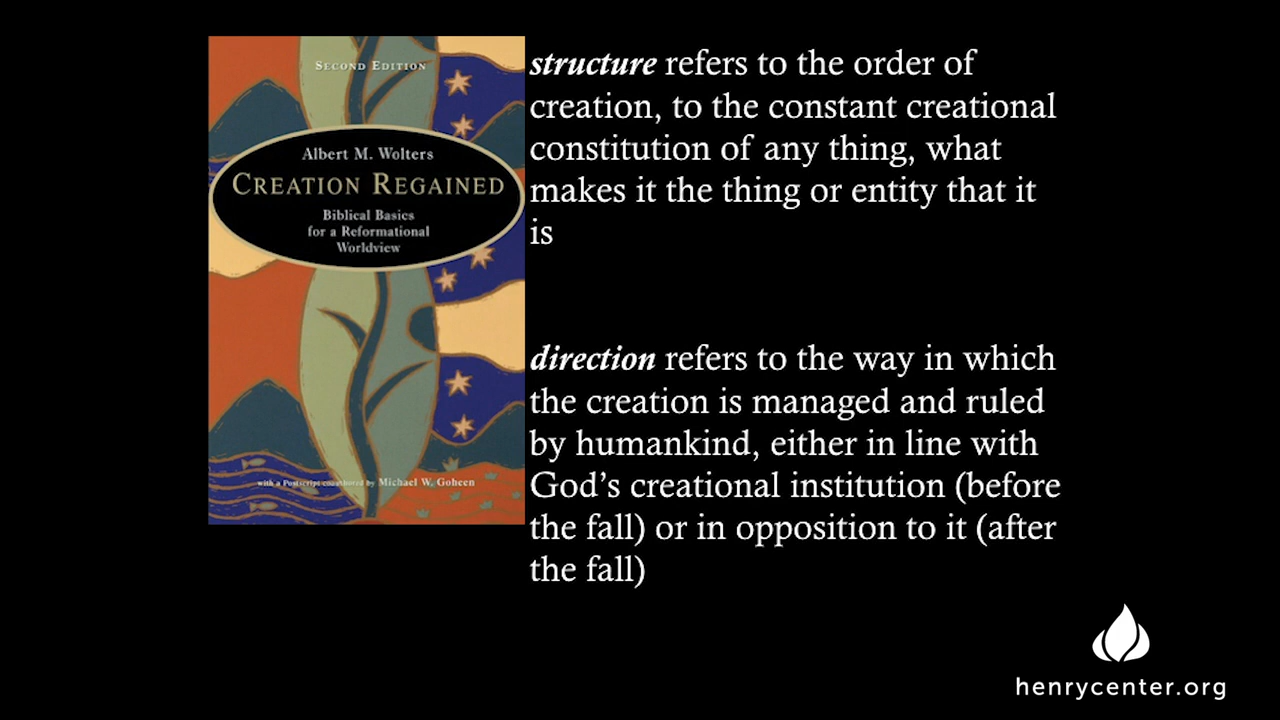 SECOND EDITION
Albert M. Wolters
CREATION REGAINED
Biblical Basics
for a Reformational
Worldview
with a Postscript coauthored by Michael W. Goheen
structure refers to the order of
creation, to the constant creational
constitution of any thing, what
makes it the thing or entity that it
is
direction refers to the way in which
the creation is managed and ruled
by humankind, either in line with
God’s creational institution (before
the fall) or in opposition to it (after
the fall)
henrycenter.org